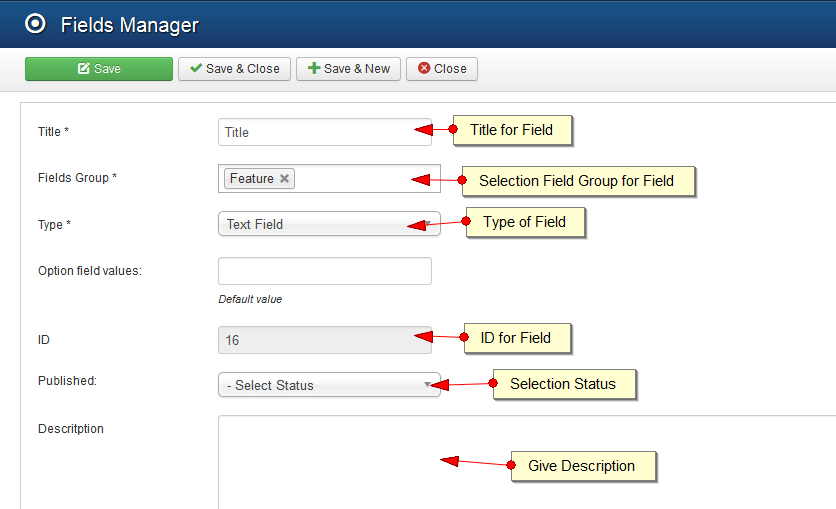 Fields Manager
Save Save & Close Save & New Close
Title * Title Title for Field
Fields Group * Feature Selection Field Group for Field
Type * Text Field Type of Field
Option field values:
Default value
ID 16 ID for Field
Published: - Select Status Selection Status
Descritption
Give Description